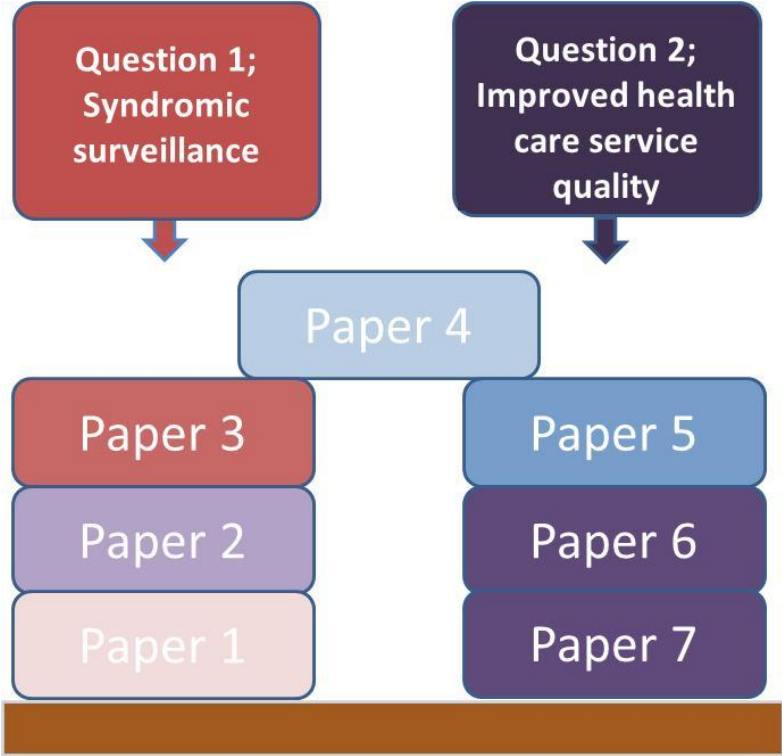 Question 1;
Syndromic
surveillance
Question 2;
Improved health
care service
quality
Paper 4
Paper 3
Paper 5
Paper 2
Paper 6
Paper 1
Paper 7